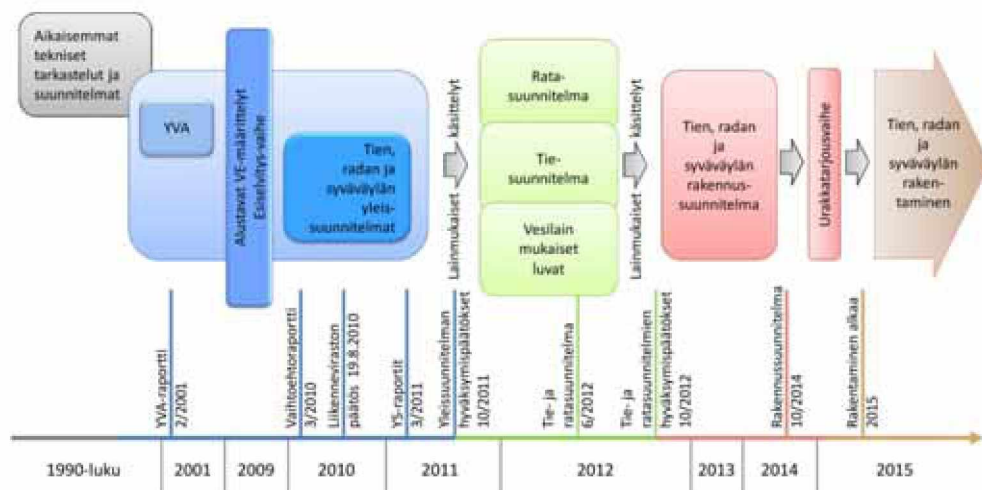 Aikaisemmat
tekniset
tarkastelut ja
suunnitelmat
YVA
Alustavat VE-määrittelyt
Esiselvitys-vaihe
Tien,
radan ja
syväväylän
yleis-
suunnitelmat
Lainmukaiset käsittelyt
Rata-
suunnitelma
Tie-
suunnitelma
Vesilain
mukaiset
luvat
Lainmukaiset käsittelyt
Tien, radan
ja
syväväylän
rakennus-
suunnitelma
Urakkatarjousvaihe
Tien, radan
ja
syväväylän
raken-
taminen
YVA-raportti
2/2001
Vaihtoehtoraportti
3/2010
Liikenneviraston
päätös 19.8.2010
YS-raportit
3/2011
Yleissuunnitelman
hyväksymispäätökset
10/2011
Tie- ja
ratasuunnitelma
6/2012
Tie- ja
ratasuunnitelmien
hyväksymispäätökset
10/2012
Rakennussuunnitelma
10/2014
Rakentaminen alkaa
2015
1990-luku
2001
2009
2010
2011
2012
2013
2014
2015